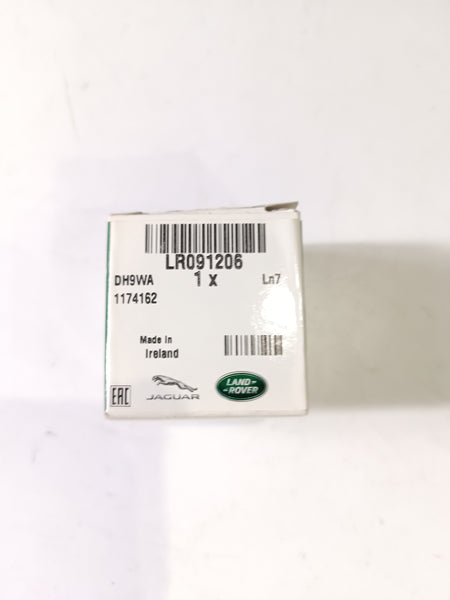 LR091206
DH9WA 1 X Ln7
1174162
Made in
Ireland
EAC
JAGUAR
LAND-
-ROVER